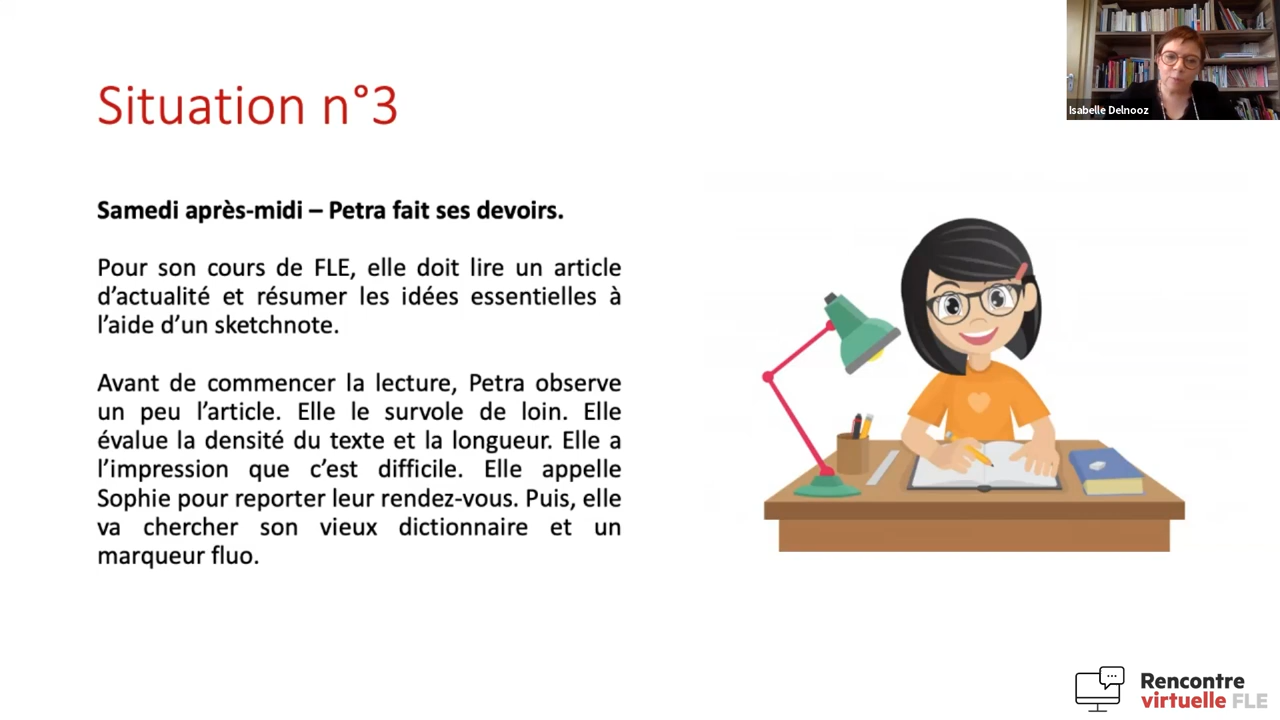 Isabelle Delnooz
Situation n°3
Samedi après-midi – Petra fait ses devoirs.
Pour son cours de FLE, elle doit lire un article
d’actualité et résumer les idées essentielles à
l’aide d’un sketchnote.
Avant de commencer la lecture, Petra observe
un peu l’article. Elle le survole de loin. Elle
évalue la densité du texte et la longueur. Elle a
l’impression que c’est difficile. Elle appelle
Sophie pour reporter leur rendez-vous. Puis, elle
va chercher son vieux dictionnaire et un
marqueur fluo.
Rencontre
virtuelle FLE